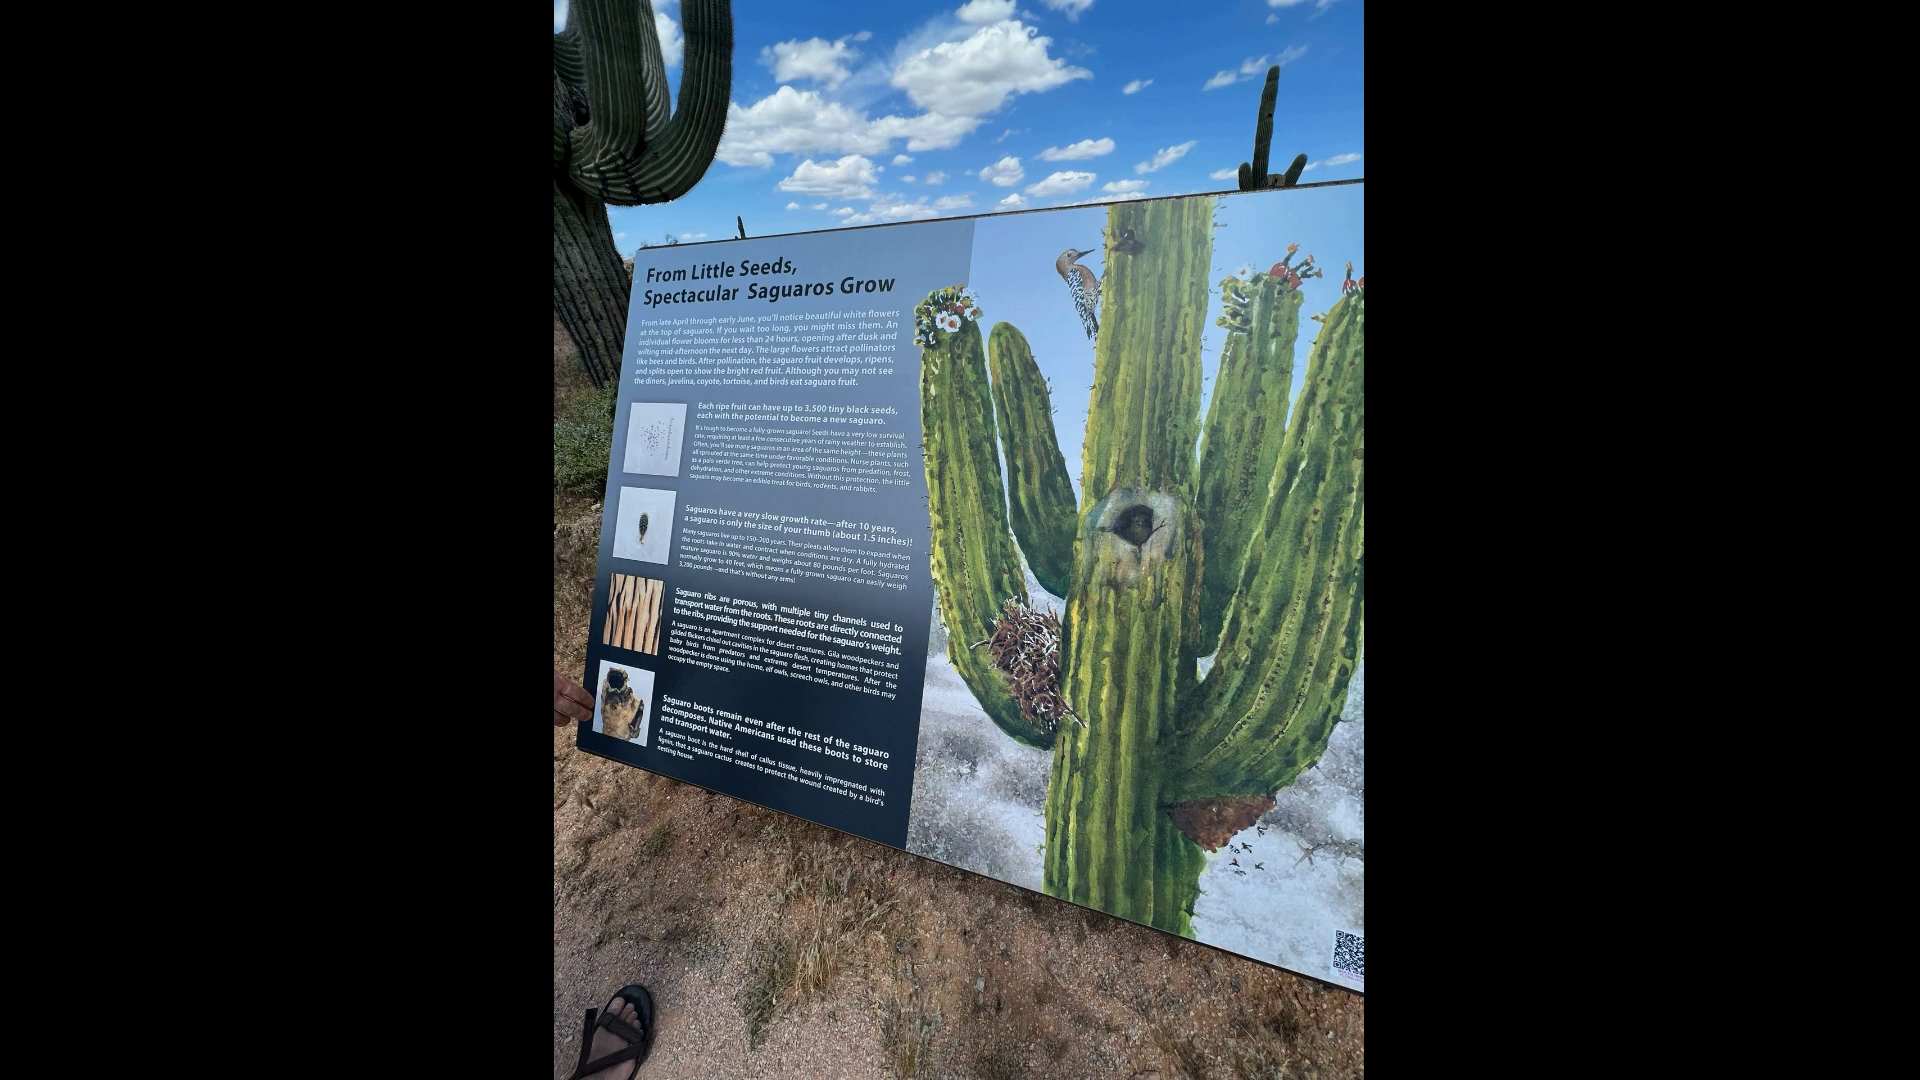 From Little Seeds,
Spectacular Saguaros Grow
From late April through early June, you'll notice beautiful white flowers
at the top of saguaros. If you wait too long, you might miss them. An
individual flower blooms for less than 24 hours, opening after dusk and
wilting mid-afternoon the next day. The large flowers attract pollinators
like bees and birds. After pollination, the saguaro fruit develops, ripens,
and splits open to show the bright red fruit. Although you may not see
the diners, javelina, coyote, tortoise, and birds eat saguaro fruit.
Each ripe fruit can have up to 3,500 tiny black seeds,
each with the potential to become a new saguaro.
It's tough to become a fully-grown saguaro! Seeds have a very low survival
rate, requiring at least a few consecutive years of rainy weather to establish.
Often, you'll see many saguaros in an area of the same height—these plants
all sprouted at the same time under favorable conditions. Nurse plants, such
as a palo verde tree, can help protect young saguaros from predation, frost,
dehydration, and other extreme conditions. Without this protection, the little
saguaro may become an edible treat for birds, rodents, and rabbits.
Saguaros have a very slow growth rate—after 10 years,
a saguaro is only the size of your thumb (about 1.5 inches)!
Many saguaros live up to 150-200 years. Their pleats allow them to expand when
the roots take in water and contract when conditions are dry. A fully hydrated
mature saguaro is 90% water and weighs about 80 pounds per foot. Saguaros
normally grow to 40 feet, which means a fully-grown saguaro can easily weigh
3,200 pounds—and that's without any arms!
Saguaro ribs are porous, with multiple tiny channels used to
transport water from the roots. These roots are directly connected
to the ribs, providing the support needed for the saguaro's weight.
A saguaro is an apartment complex for desert creatures. Gila woodpeckers and
gilded flickers chisel out cavities in the saguaro flesh, creating homes that protect
baby birds from predators and extreme desert temperatures. After the
woodpecker is done using the home, elf owls, screech owls, and other birds may
occupy the empty space.
Saguaro boots remain even after the rest of the saguaro
decomposes. Native Americans used these boots to store
and transport water.
A saguaro boot is the hard shell of callus tissue, heavily impregnated with
lignin, that a saguaro cactus creates to protect the wound created by a bird's
nesting house.